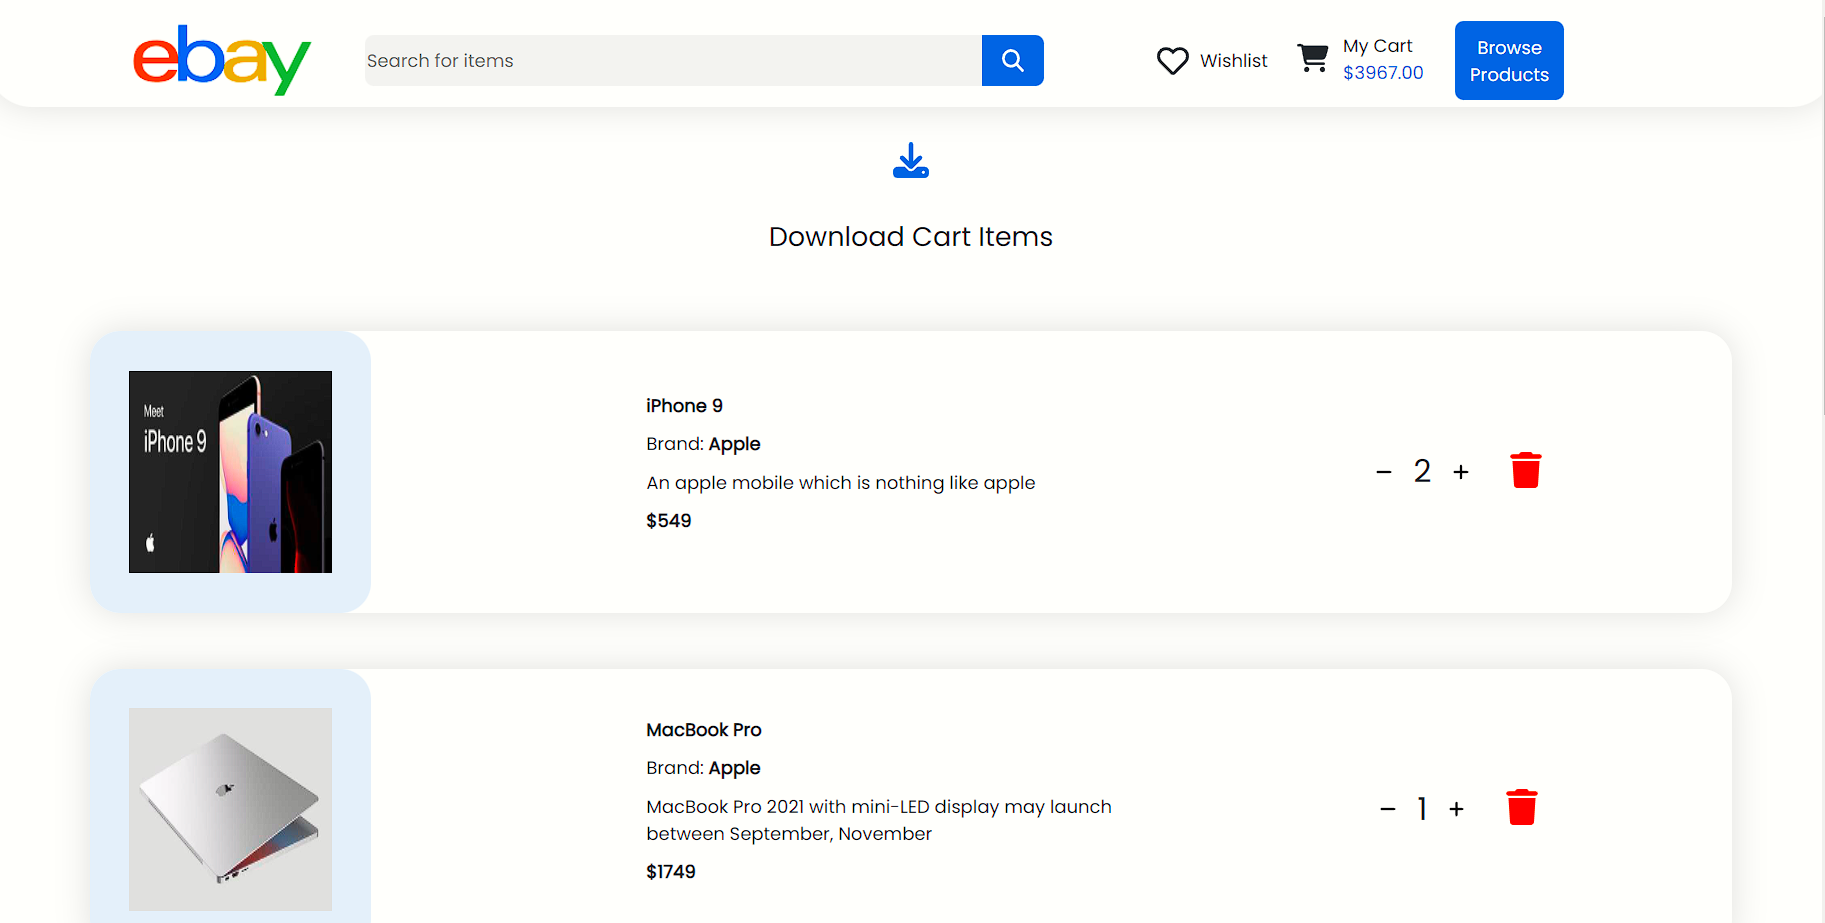 ebay
Search for items
Wishlist
My Cart
$3967.00
Browse
Products
Download Cart Items
Meet
iPhone 9
iPhone 9
Brand: Apple
An apple mobile which is nothing like apple
$549
− 2 +
MacBook Pro
Brand: Apple
MacBook Pro 2021 with mini-LED display may launch
between September, November
$1749
− 1 +